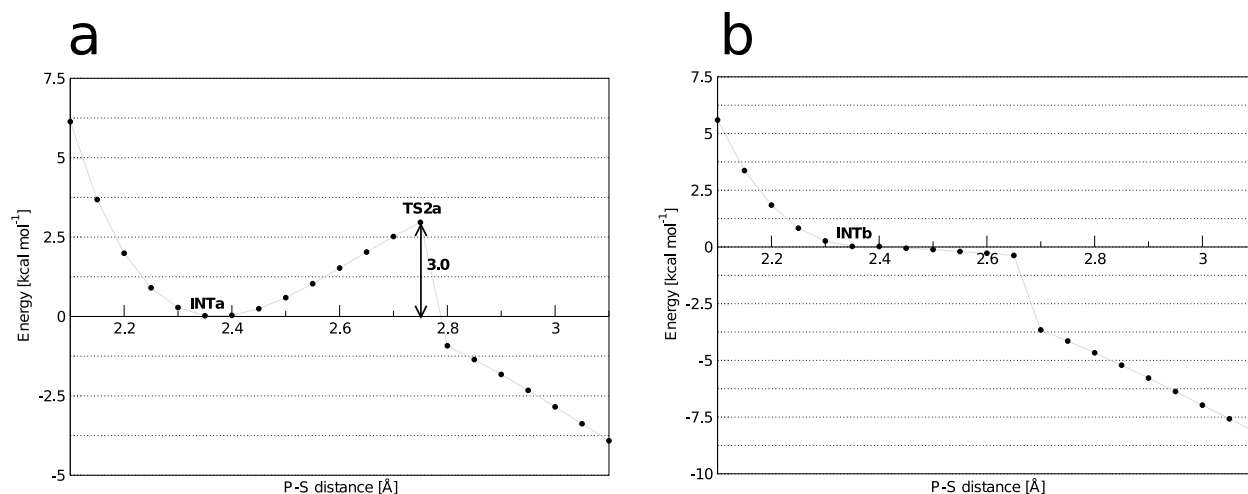 a
7.5
5
2.5
0
-2.5
-5
Energy [kcal mol-1]
2.2
2.4
2.6
2.8
3
P-S distance [Å]
INTa
TS2a
3.0
b
7.5
5
2.5
0
-2.5
-5
-7.5
-10
Energy [kcal mol-1]
2.2
2.4
2.6
2.8
3
P-S distance [Å]
INTb